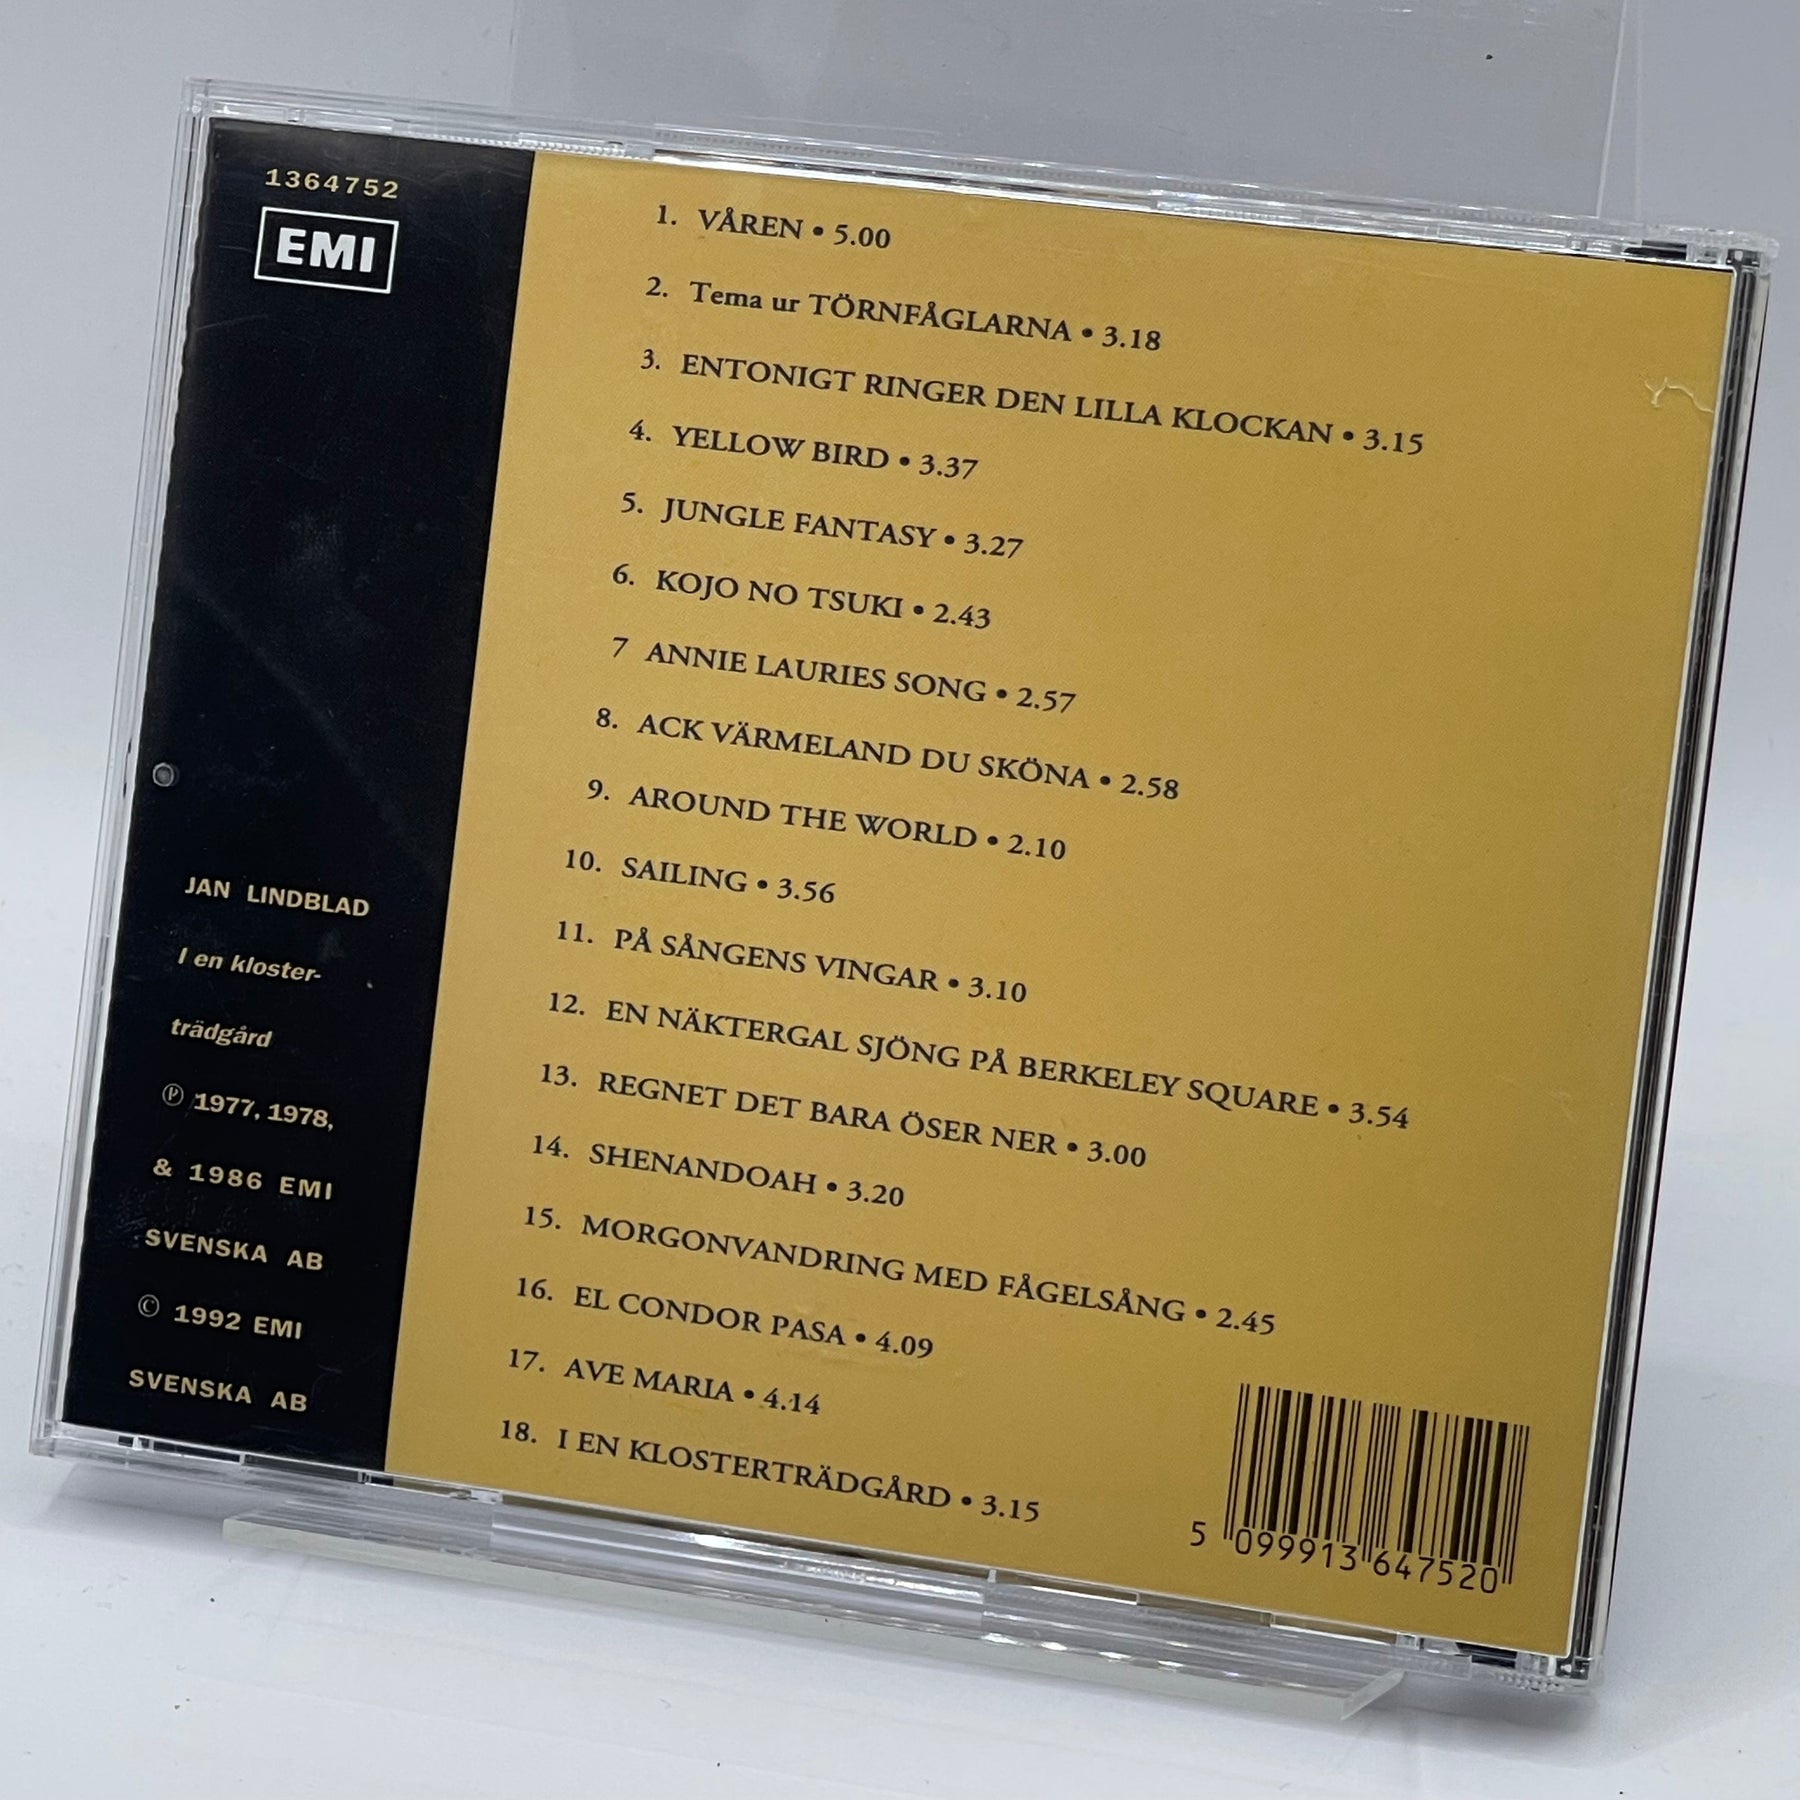 1364752
EMI
1. VÅREN • 5.00
2. Tema ur TÖRNFÅGLARNA • 3.18
3. ENTONIGT RINGER DEN LILLA KLOCKAN • 3.15
4. YELLOW BIRD • 3.37
5. JUNGLE FANTASY • 3.27
6. KOJO NO TSUKI • 2.43
7 ANNIE LAURIES SONG • 2.57
8. ACK VÄRMELAND DU SKÖNA • 2.58
9. AROUND THE WORLD • 2.10
10. SAILING • 3.56
11. PÅ SÅNGENS VINGAR • 3.10
12. EN NÄKTERGAL SJÖNG PÅ BERKELEY SQUARE • 3.54
13. REGNET DET BARA ÖSER NER • 3.00
14. SHENANDOAH • 3.20
15. MORGONVANDRING MED FÅGELSÅNG • 2.45
16. EL CONDOR PASA • 4.09
17. AVE MARIA • 4.14
18. I EN KLOSTERTRÄDGÅRD • 3.15
JAN LINDBLAD
I en kloster-
trädgård
℗ 1977, 1978,
& 1986 EMI
SVENSKA AB
© 1992 EMI
SVENSKA AB
5 099913 647520